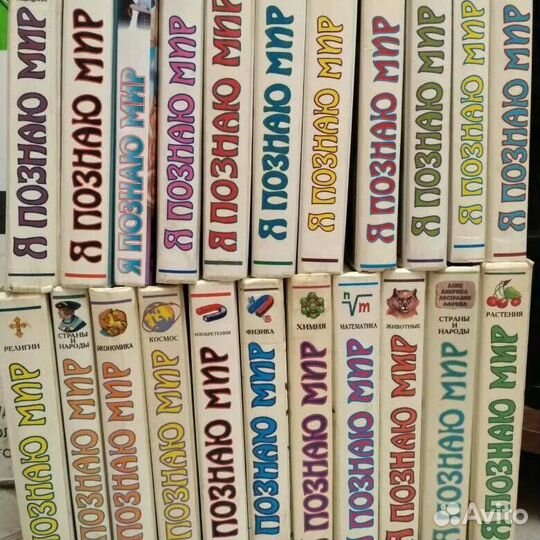 Я ПОЗНАЮ МИР
Я ПОЗНАЮ МИР
Я ПОЗНАЮ МИР
Я ПОЗНАЮ МИР
Я ПОЗНАЮ МИР
Я ПОЗНАЮ МИР
Я ПОЗНАЮ МИР
Я ПОЗНАЮ МИР
Я ПОЗНАЮ МИР
Я ПОЗНАЮ МИР
Я ПОЗНАЮ МИР
РЕЛИГИИ
ПОЗНАЮ МИР
СТРАНЫ И
НАРОДЫ
ПОЗНАЮ МИР
ЭКОНОМИКА
ПОЗНАЮ МИР
КОСМОС
ПОЗНАЮ МИР
ИЗОБРЕТЕНИЯ
ПОЗНАЮ МИР
ФИЗИКА
ПОЗНАЮ МИР
ХИМИЯ
ПОЗНАЮ МИР
√m
МАТЕМАТИКА
Я ПОЗНАЮ МИР
ЖИВОТНЫЕ
Я ПОЗНАЮ МИР
АЗИЯ
АМЕРИКА
АВСТРАЛИЯ
АФРИКА
СТРАНЫ И
НАРОДЫ
Я ПОЗНАЮ МИР
РАСТЕНИЯ
Я ПОЗНАЮ МИР
Avito